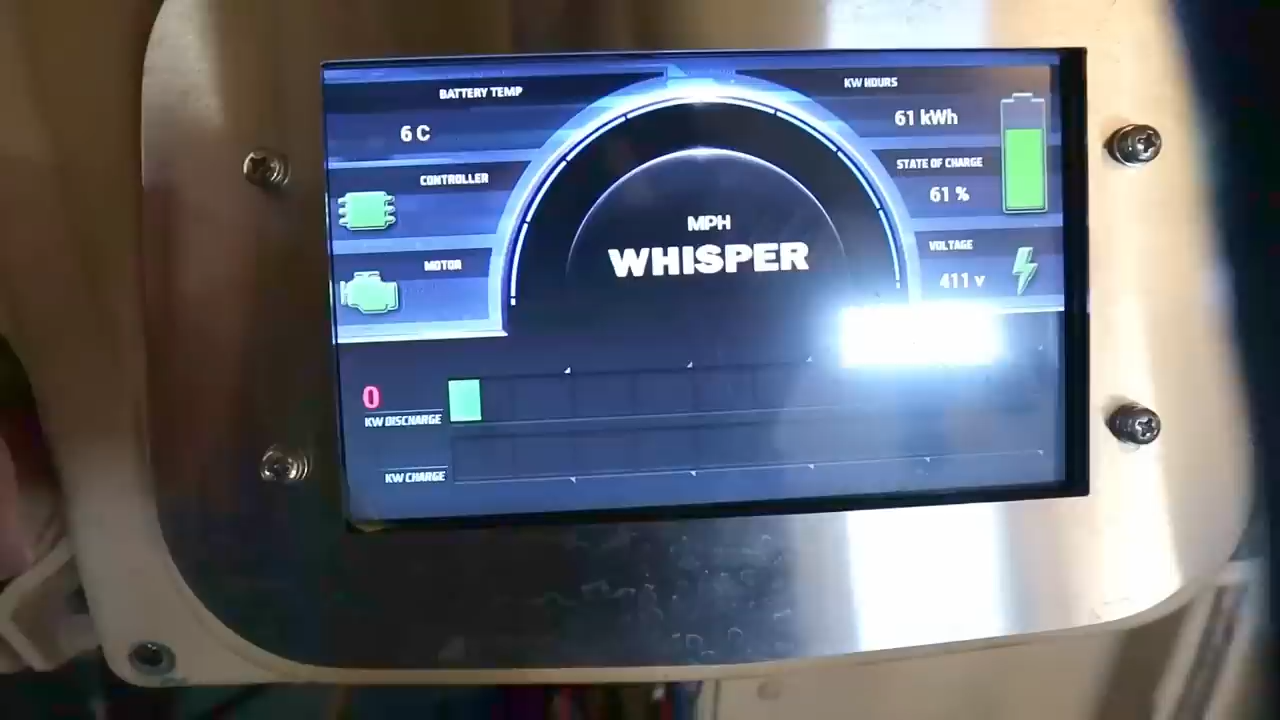 BATTERY TEMP
6 C
CONTROLLER
MOTOR
MPH
WHISPER
KW HOURS
61 kWh
STATE OF CHARGE
61 %
VOLTAGE
411 v
0
KW DISCHARGE
KW CHARGE